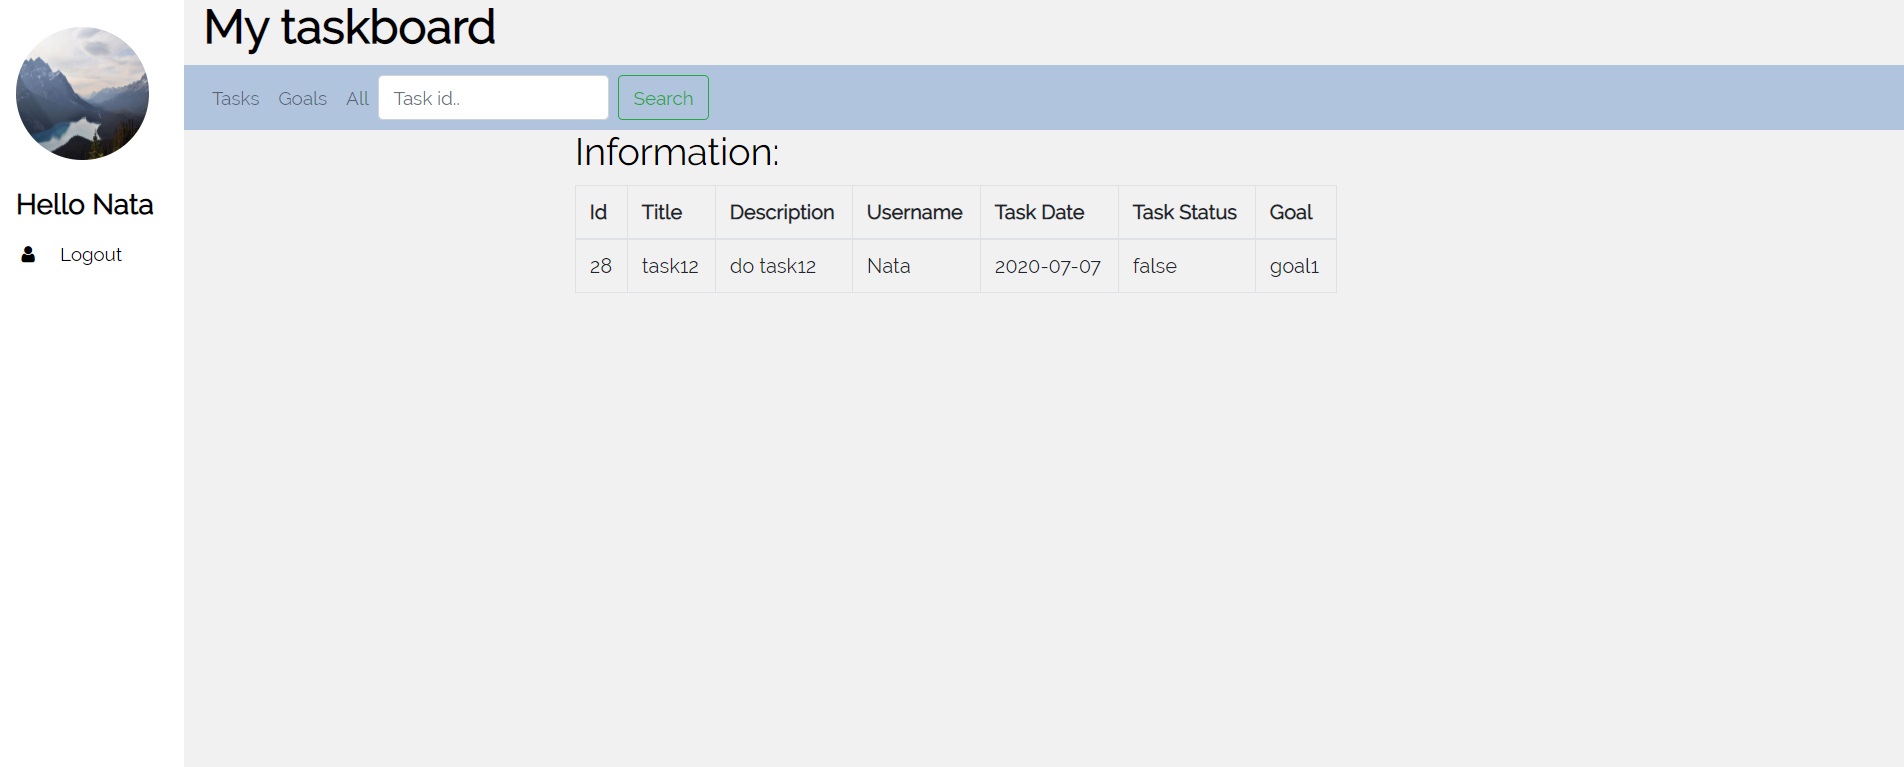 My taskboard
Tasks Goals All Task id.. Search
Hello Nata
Logout
Information:
Id Title Description Username Task Date Task Status Goal
28 task12 do task12 Nata 2020-07-07 false goal1